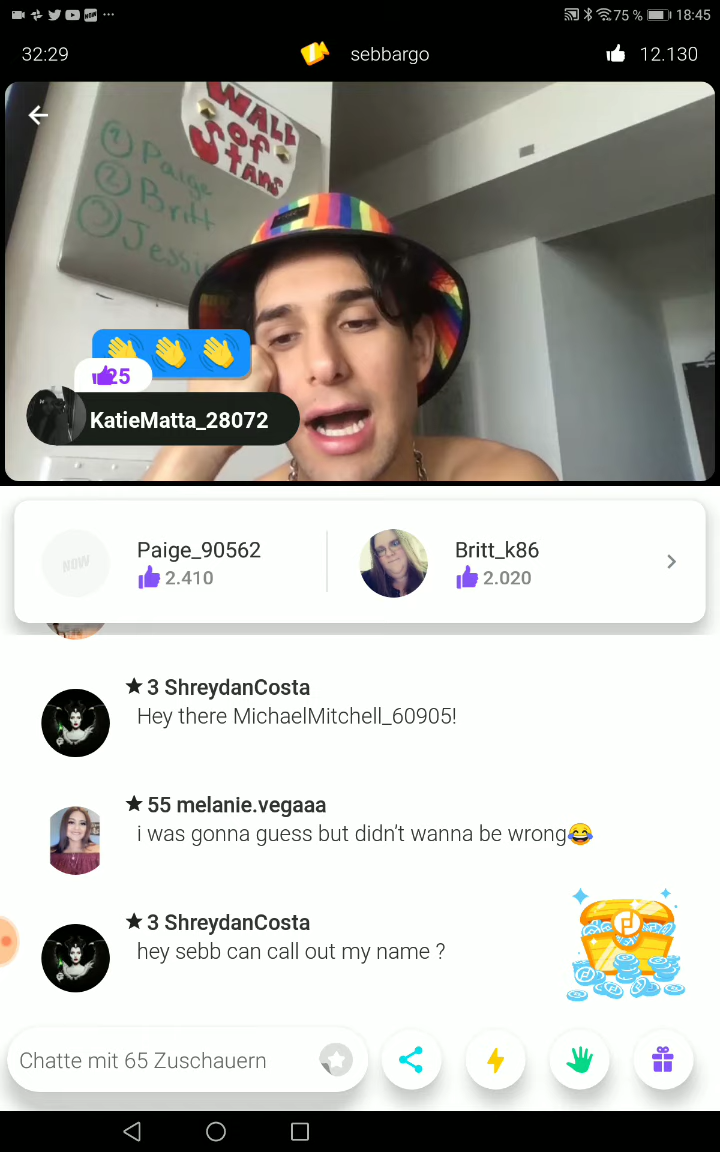 75 % 18:45
32:29 sebbargo 12.130
WALL
OF
STARS
① Paige
② Britt
③ Jessi
25
KatieMatta_28072
NOW
Paige_90562
2.410
Britt_k86
2.020
★ 3 ShreydanCosta
Hey there MichaelMitchell_60905!
★ 55 melanie.vegaaa
i was gonna guess but didn't wanna be wrong😂
★ 3 ShreydanCosta
hey sebb can call out my name ?
Chatte mit 65 Zuschauern